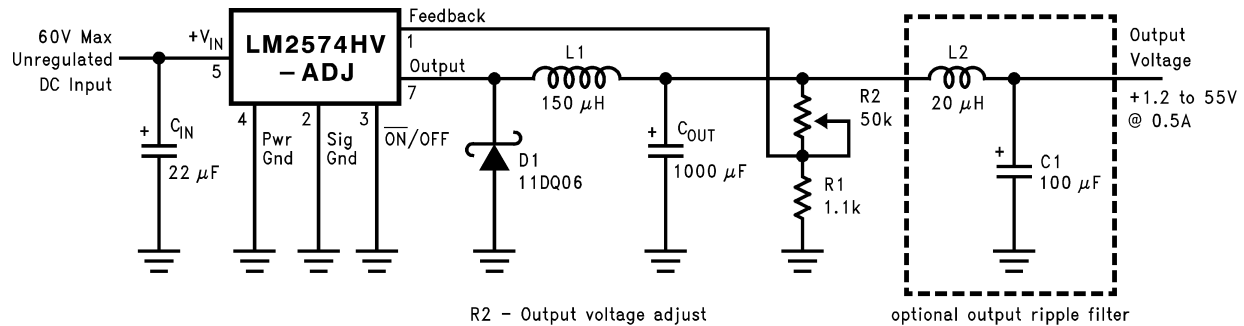 60V Max
Unregulated
DC Input
+VIN
5
LM2574HV
-ADJ
Feedback
1
Output
7
4
Pwr
Gnd
2
Sig
Gnd
3
ON/OFF
+
CIN
22 μF
D1
11DQ06
L1
150 μH
+
COUT
1000 μF
R2
50k
R1
1.1k
L2
20 μH
+
C1
100 μF
Output
Voltage
+1.2 to 55V
@ 0.5A
R2 - Output voltage adjust
optional output ripple filter